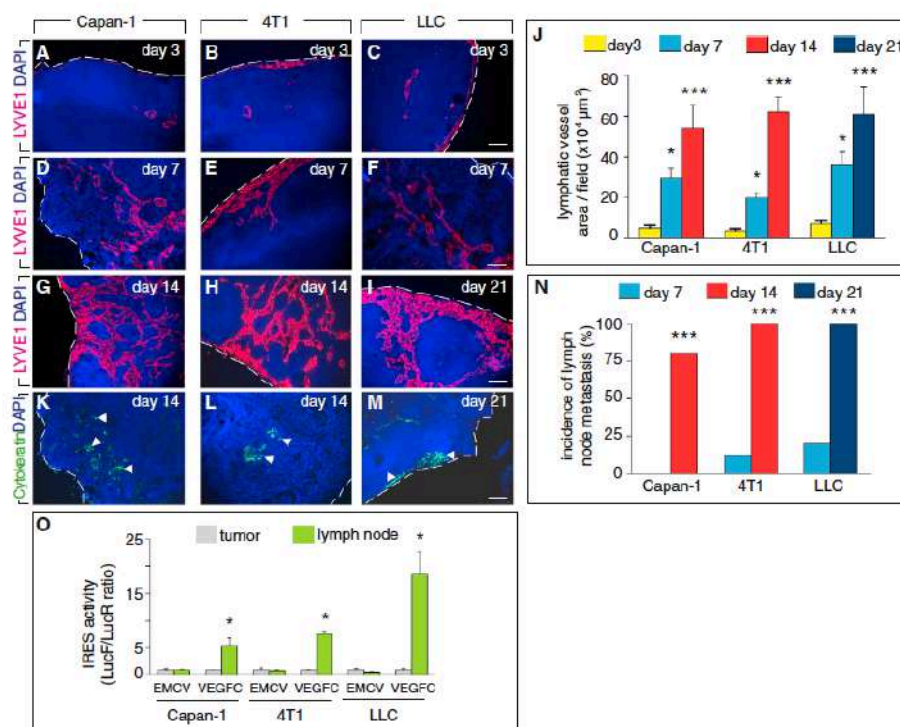 Capan-1
4T1
LLC
A
day 3
B
day 3
C
day 3
LYVE1 DAPI
D
day 7
E
day 7
F
day 7
LYVE1 DAPI
G
day 14
H
day 14
I
day 21
LYVE1 DAPI
K
day 14
L
day 14
M
day 21
Cytokeratin DAPI
J
day3
day 7
day 14
day 21
lymphatic vessel
area / field (x10⁴ µm²)
80
60
40
20
0
*
***
*
***
*
***
Capan-1
4T1
LLC
N
day 7
day 14
day 21
incidence of lymph
node metastasis (%)
100
75
50
25
0
***
***
***
Capan-1
4T1
LLC
O
tumor
lymph node
IRES activity
(LucF/LucR ratio)
25
15
5
0
*
*
*
EMCV VEGFC EMCV VEGFC EMCV VEGFC
Capan-1
4T1
LLC